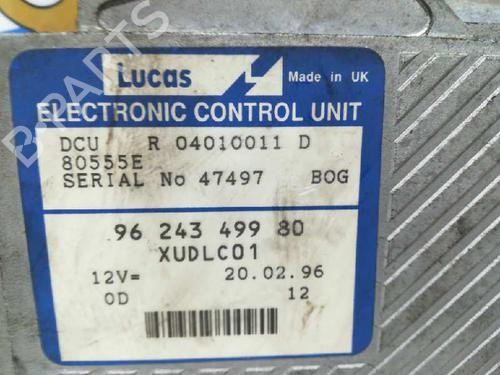 Lucas
Made in UK
ELECTRONIC CONTROL UNIT
DCU R 04010011 D
80555E
SERIAL No 47497 BOG
96 243 499 80
XUDLC01
12V= 20.02.96
0D 12
B-PARTS